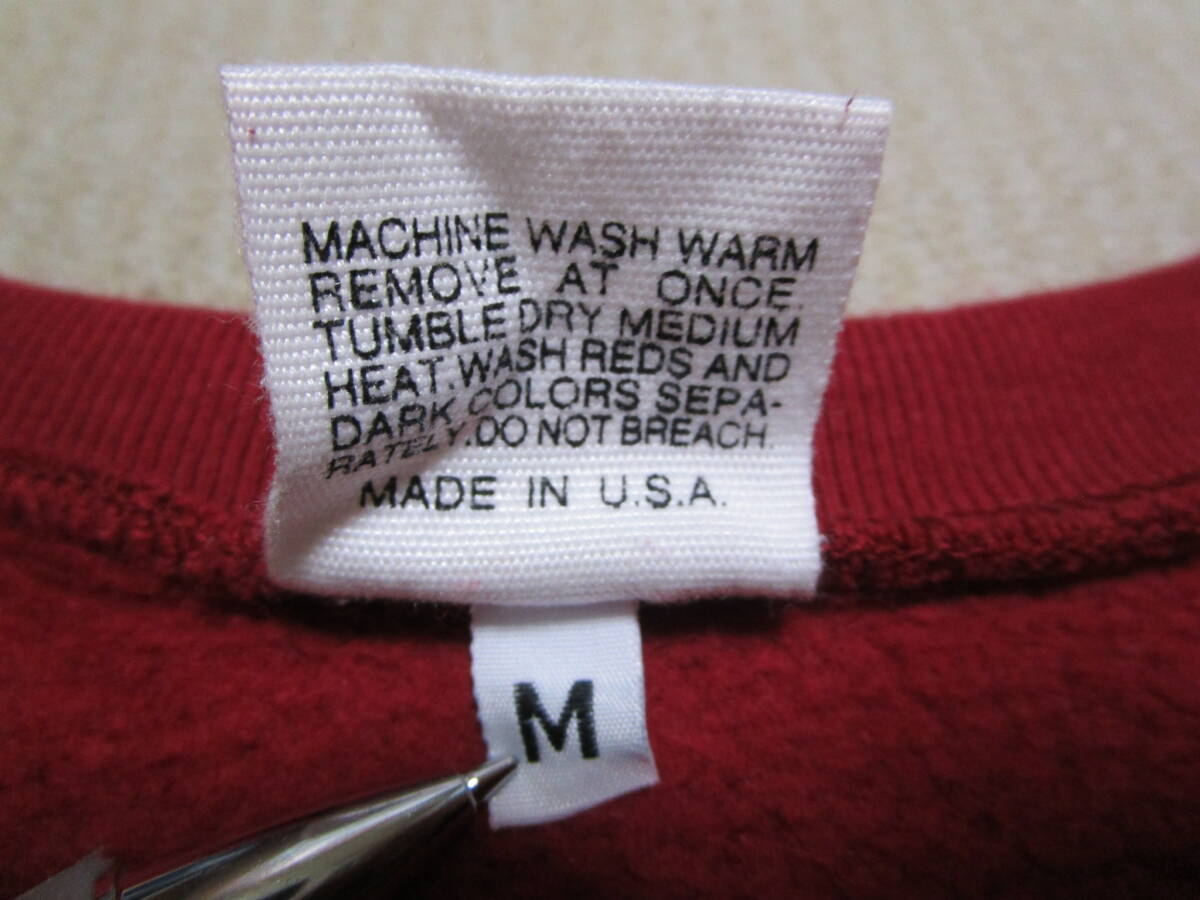 MACHINE WASH WARM
REMOVE AT ONCE.
TUMBLE DRY MEDIUM
HEAT. WASH REDS AND
DARK COLORS SEPA-
RATELY. DO NOT BREACH.
MADE IN U.S.A.
M